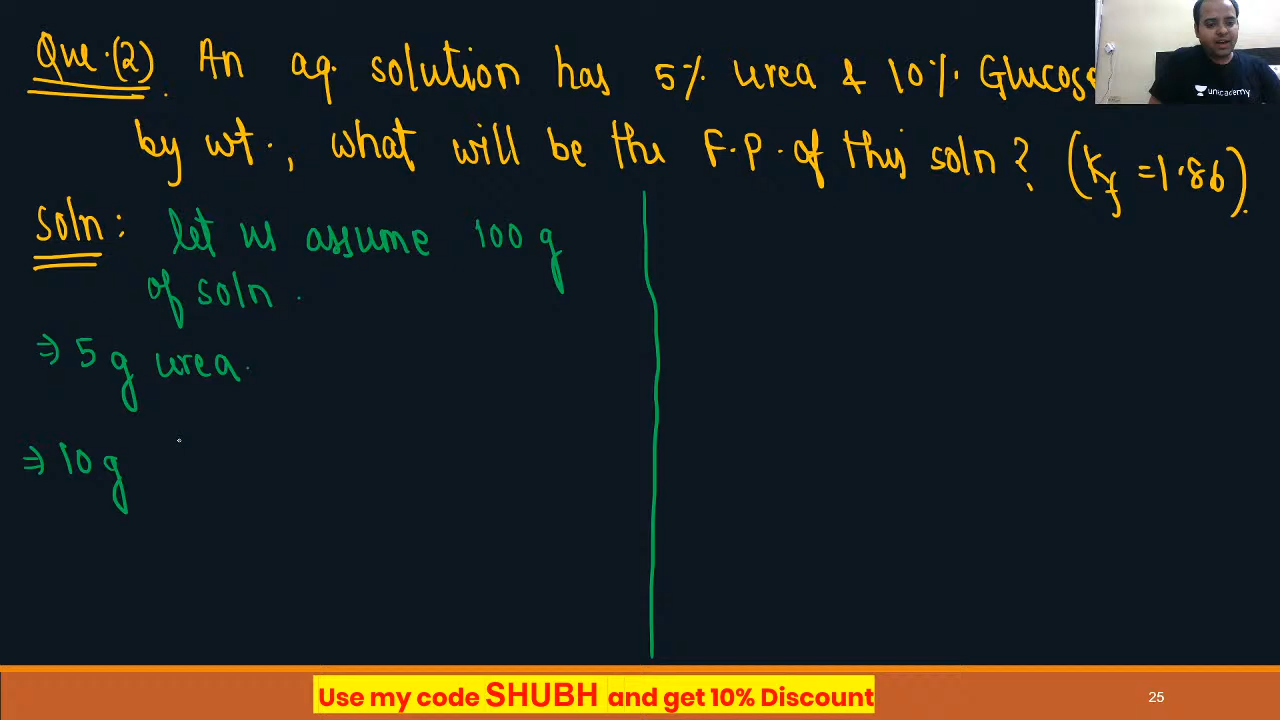 Que.(2). An aq. solution has 5% urea & 10% Glucose
by wt., what will be the F.P. of this soln? (Kf = 1.86).
Soln: let us assume 100 g
of soln.
⇒ 5 g urea.
⇒ 10 g
unacademy
Use my code SHUBH and get 10% Discount
25